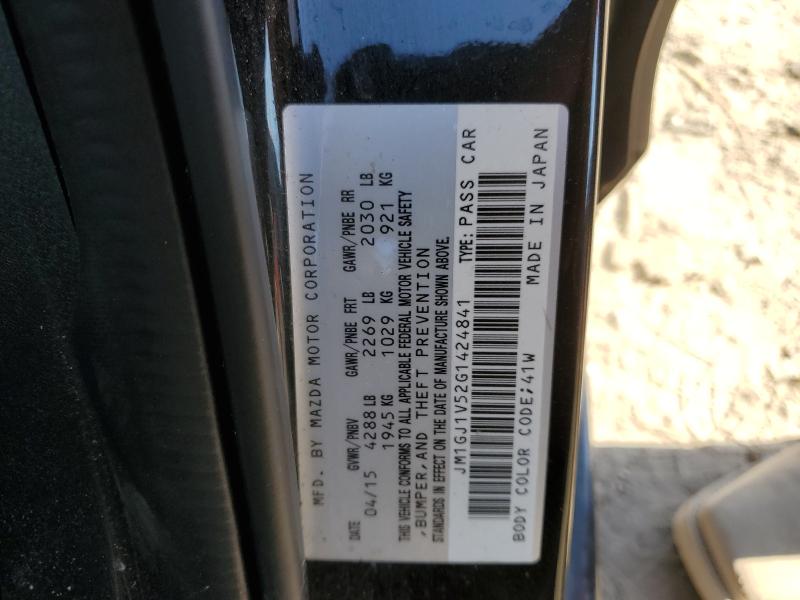 MFD. BY MAZDA MOTOR CORPORATION
DATE GVWR/PNBV GAWR/PNBE FRT GAWR/PNBE RR
04/15 4288 LB 2269 LB 2030 LB
1945 KG 1029 KG 921 KG
THIS VEHICLE CONFORMS TO ALL APPLICABLE FEDERAL MOTOR VEHICLE SAFETY
,BUMPER,AND THEFT PREVENTION
STANDARDS IN EFFECT ON THE DATE OF MANUFACTURE SHOWN ABOVE.
JM1GJ1V52G1424841 TYPE: PASS CAR
BODY COLOR CODE;41W
MADE IN JAPAN